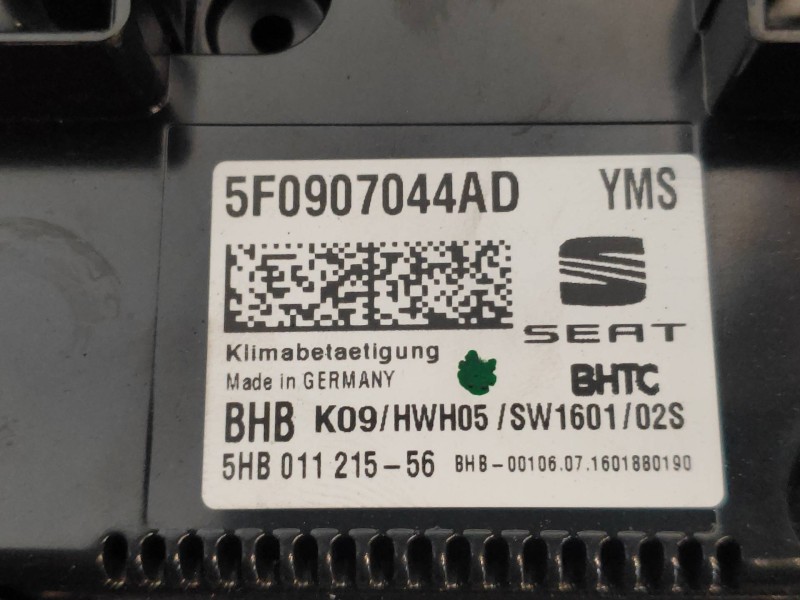 5F0907044AD YMS
SEAT
Klimabetaetigung
Made in GERMANY BHTC
BHB K09/HWH05/SW1601/02S
5HB 011 215-56 BHB-00106.07.1601880190